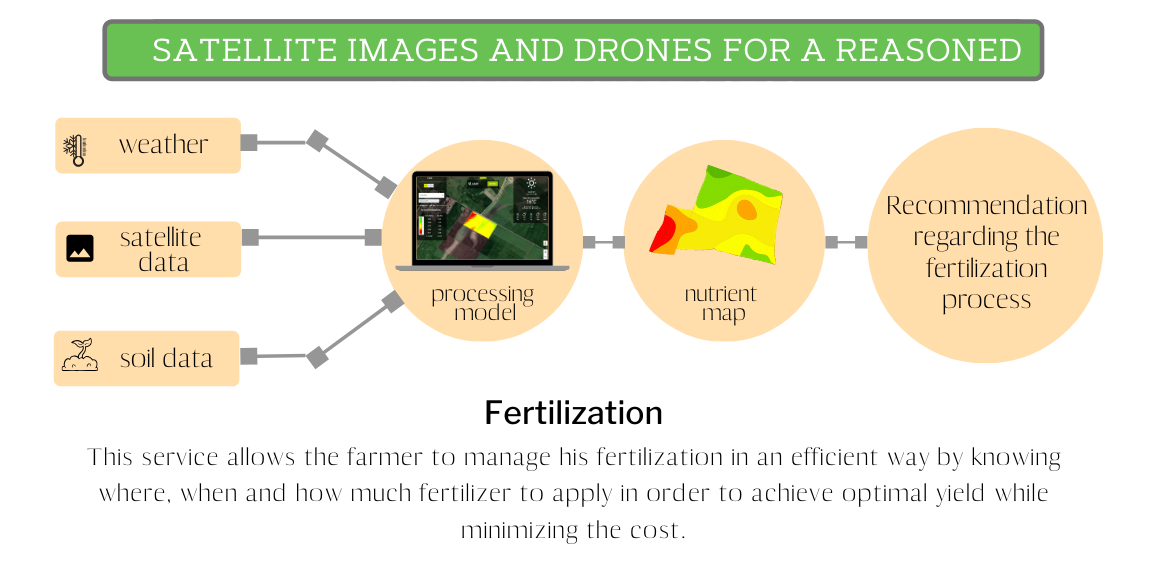 SATELLITE IMAGES AND DRONES FOR A REASONED
weather
satellite
data
soil data
processing
model
nutrient
map
Recommendation
regarding the
fertilization
process
Fertilization
This service allows the farmer to manage his fertilization in an efficient way by knowing
where, when and how much fertilizer to apply in order to achieve optimal yield while
minimizing the cost.